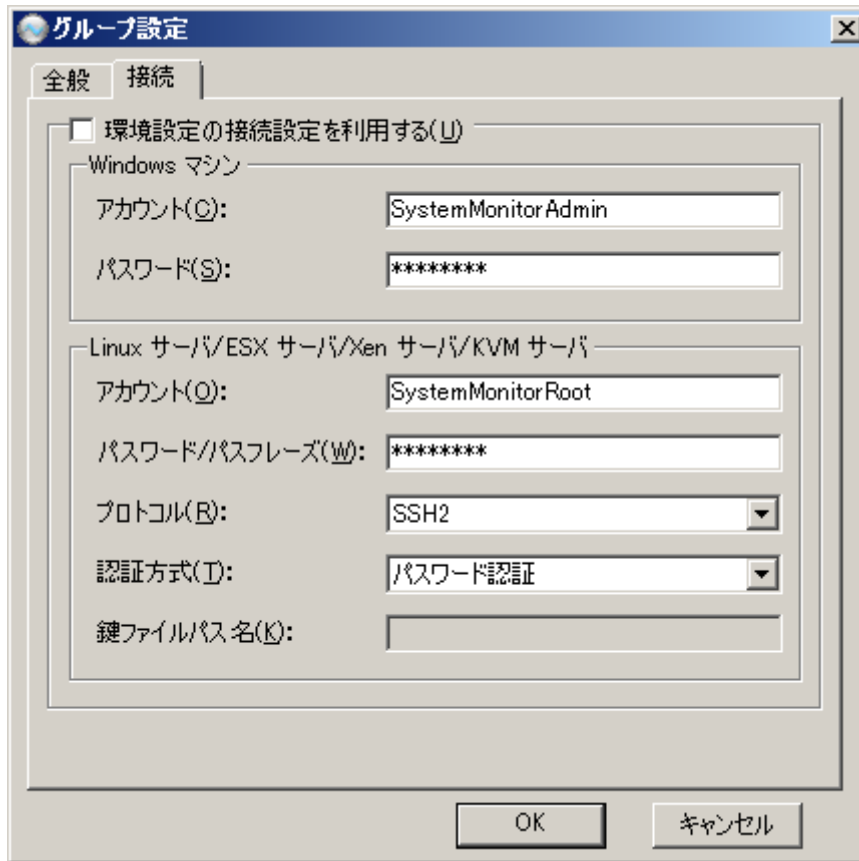 グループ設定
全般 接続
環境設定の接続設定を利用する(U)
Windows マシン
アカウント(C): SystemMonitorAdmin
パスワード(S): ********
Linux サーバ/ESX サーバ/Xen サーバ/KVM サーバ
アカウント(O): SystemMonitorRoot
パスワード/パスフレーズ(W): ********
プロトコル(R): SSH2
認証方式(T): パスワード認証
鍵ファイルパス名(K):
OK キャンセル